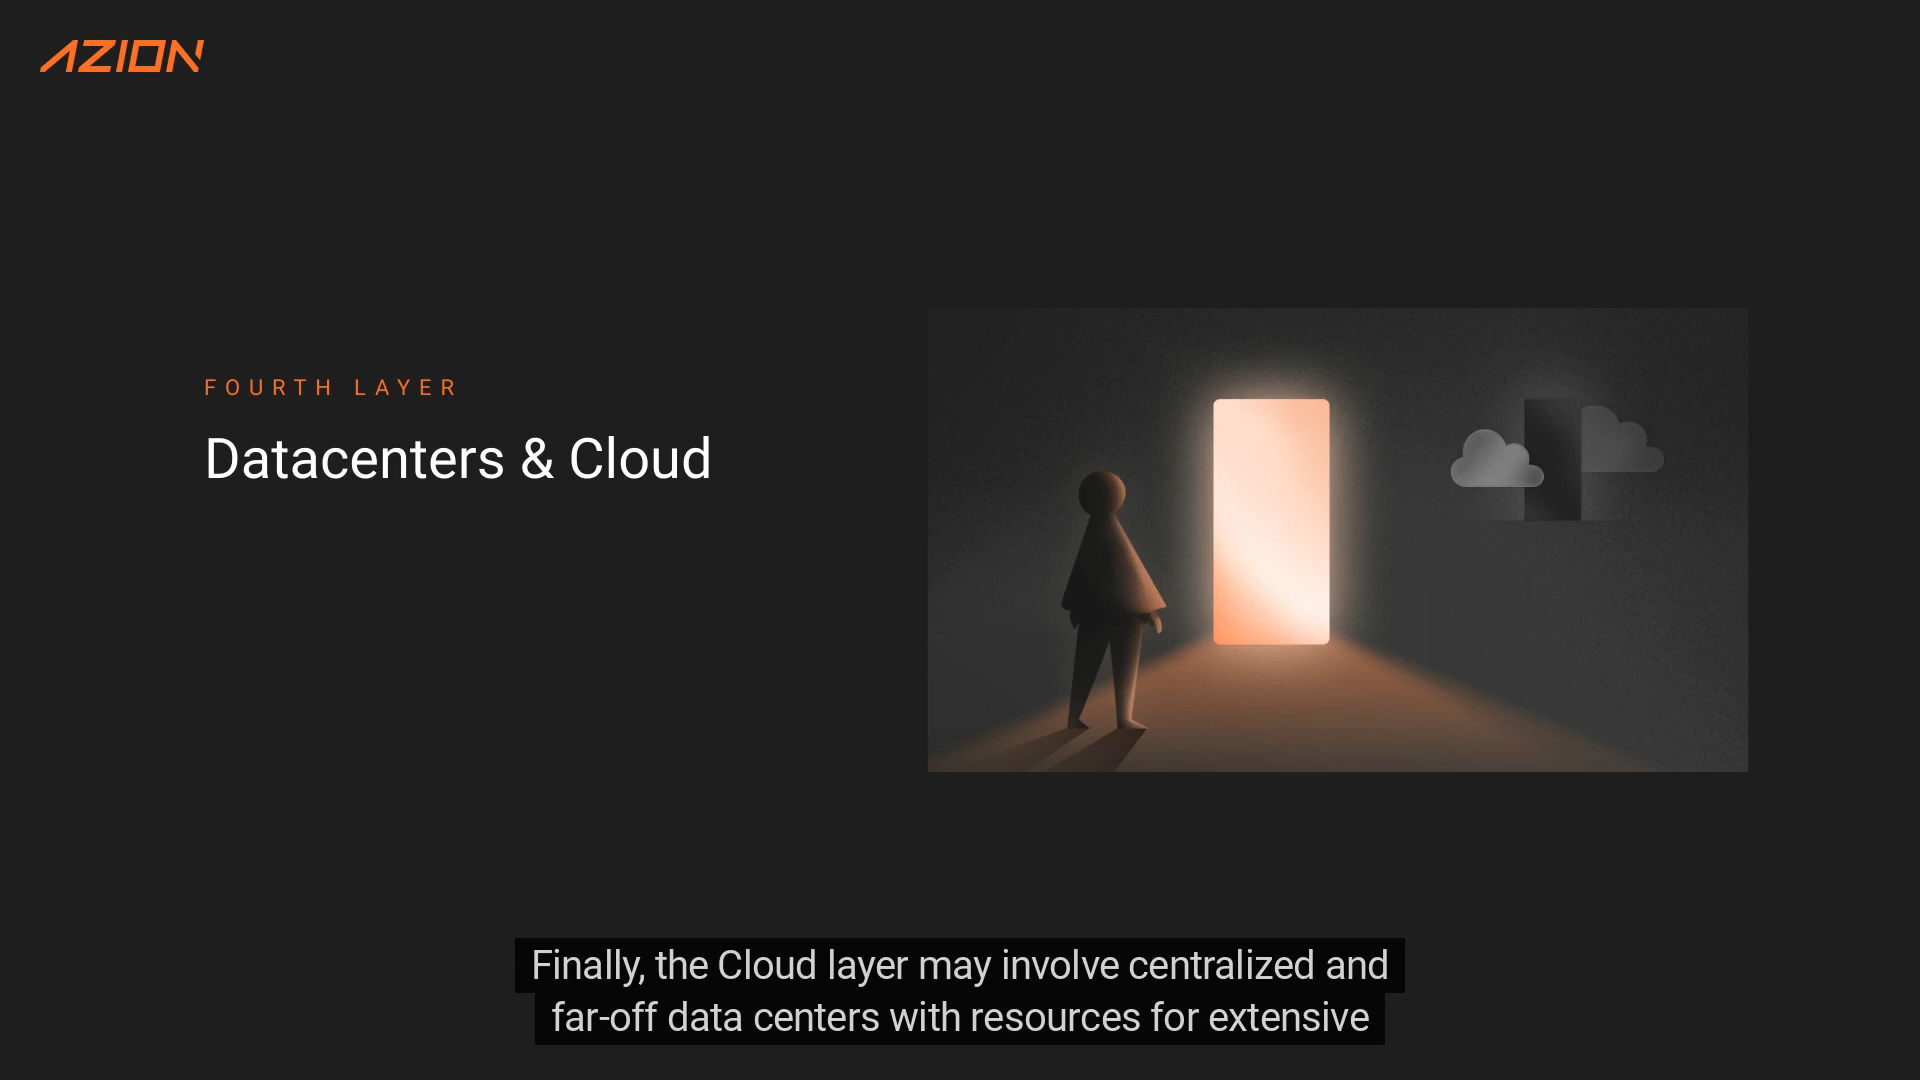 AZION
FOURTH LAYER
Datacenters & Cloud
Finally, the Cloud layer may involve centralized and
far-off data centers with resources for extensive